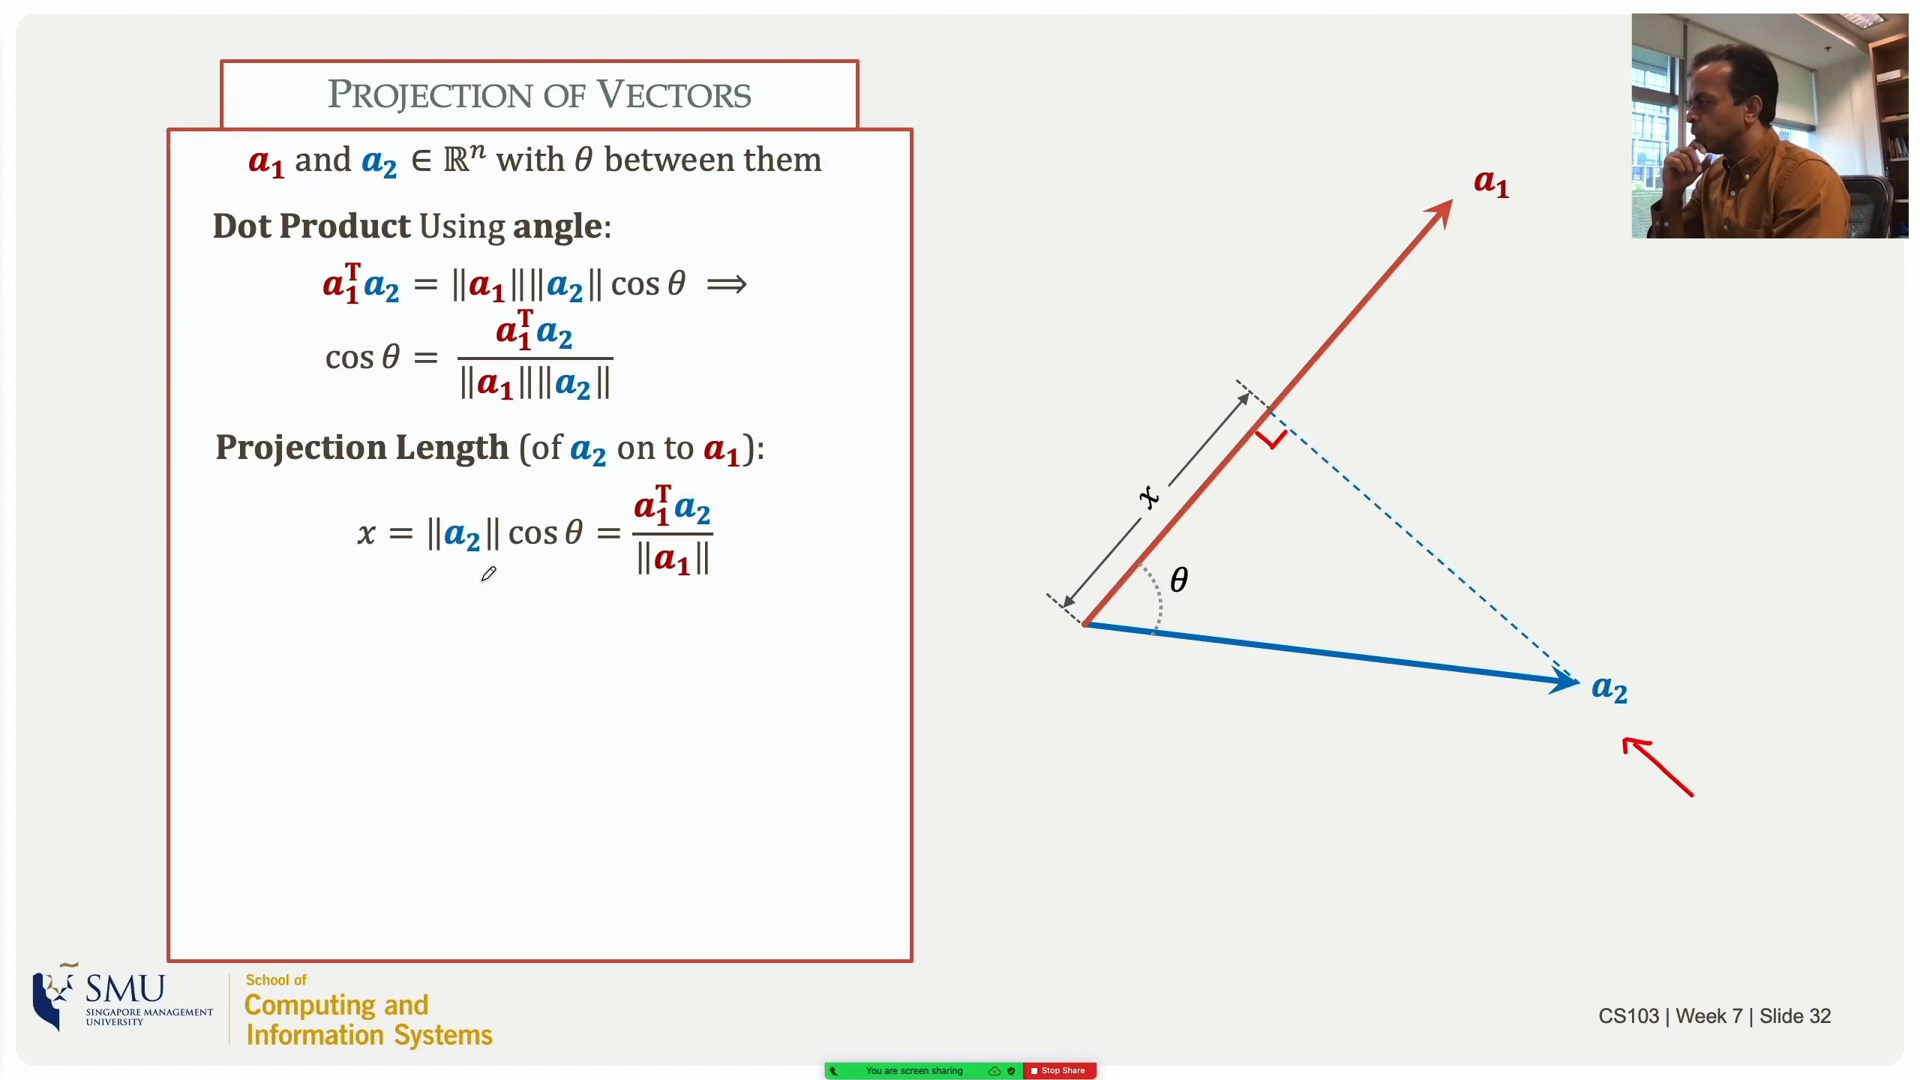 PROJECTION OF VECTORS
a₁ and a₂ ∈ ℝⁿ with θ between them
Dot Product Using angle:
a₁ᵀa₂ = ‖a₁‖‖a₂‖ cos θ ⟹
cos θ = a₁ᵀa₂ / ‖a₁‖‖a₂‖
Projection Length (of a₂ on to a₁):
x = ‖a₂‖ cos θ = a₁ᵀa₂ / ‖a₁‖
a₁
x
θ
a₂
SMU
SINGAPORE MANAGEMENT
UNIVERSITY
School of
Computing and
Information Systems
CS103 | Week 7 | Slide 32
You are screen sharing
Stop Share